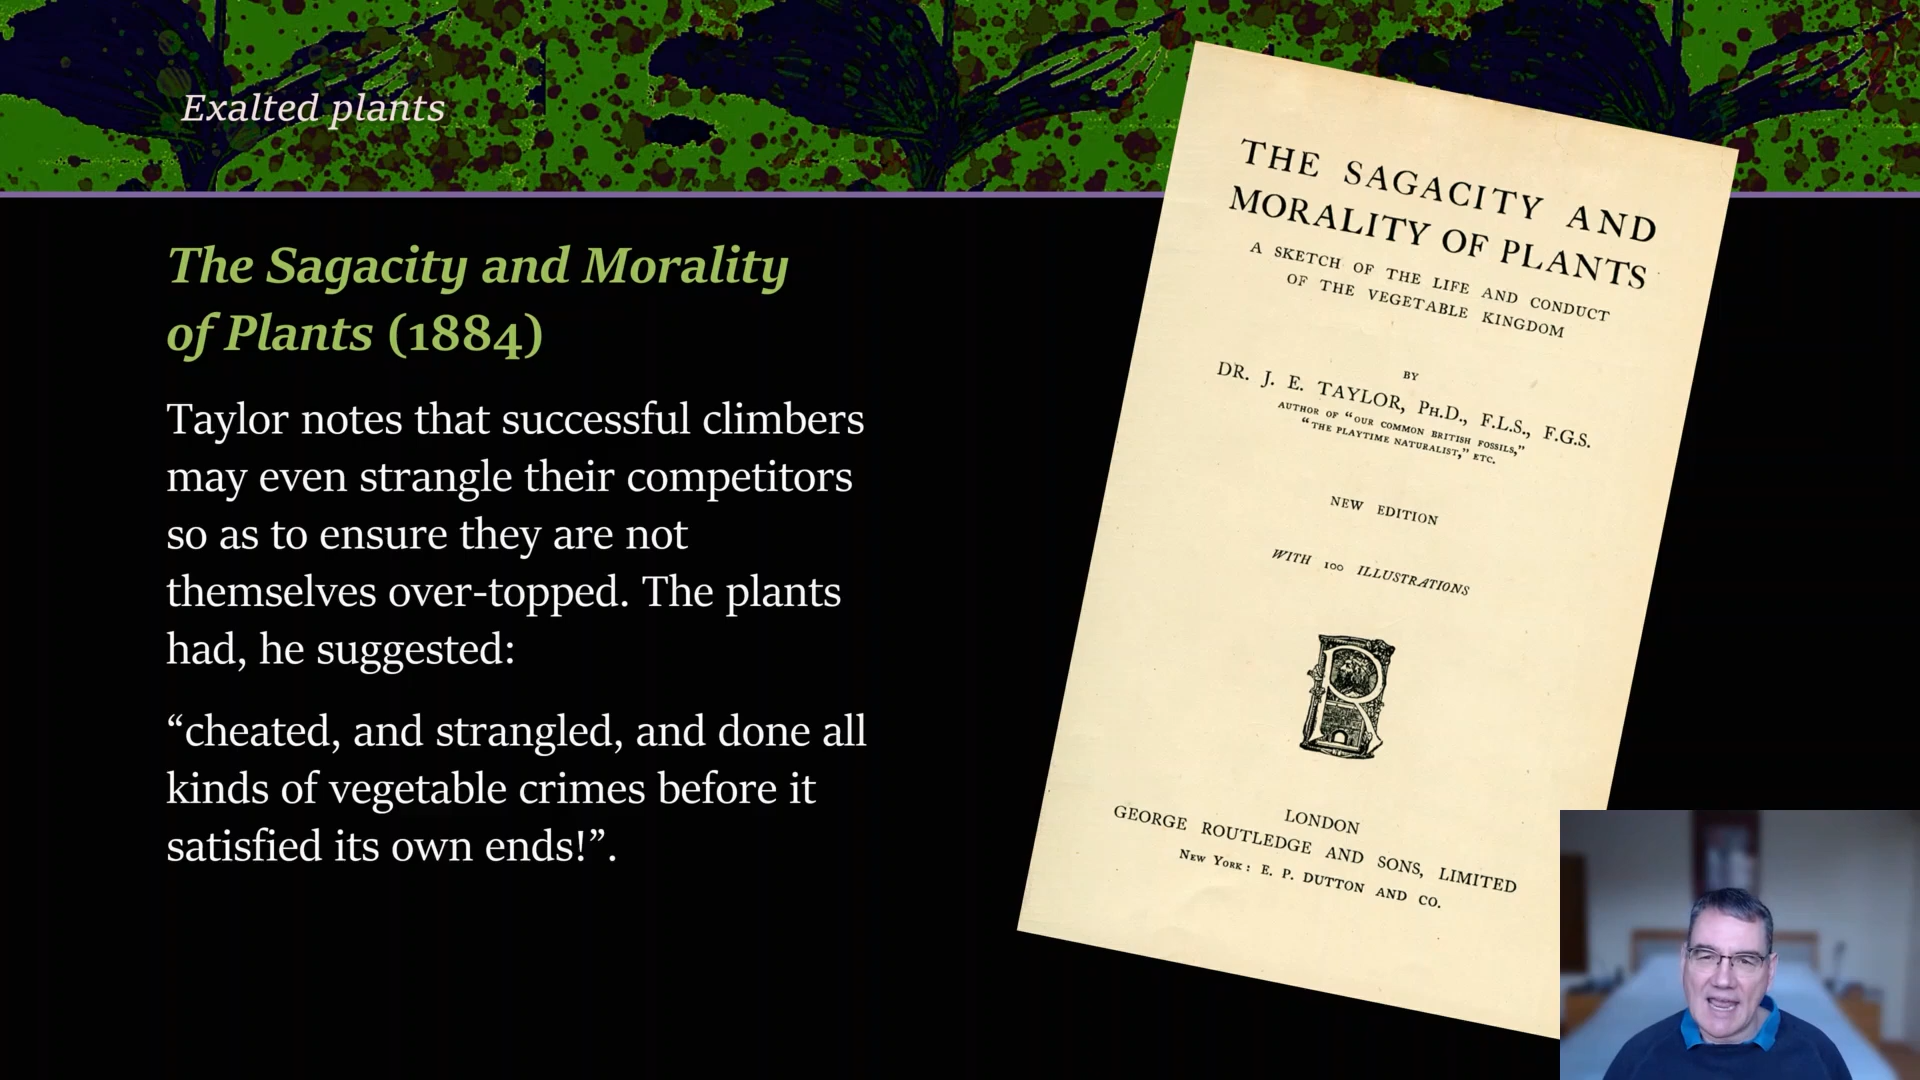 Exalted plants
The Sagacity and Morality
of Plants (1884)
Taylor notes that successful climbers
may even strangle their competitors
so as to ensure they are not
themselves over-topped. The plants
had, he suggested:
“cheated, and strangled, and done all
kinds of vegetable crimes before it
satisfied its own ends!”.
THE SAGACITY AND
MORALITY OF PLANTS
A SKETCH OF THE LIFE AND CONDUCT
OF THE VEGETABLE KINGDOM
BY
DR. J. E. TAYLOR, PH.D., F.L.S., F.G.S.
AUTHOR OF “OUR COMMON BRITISH FOSSILS,”
“THE PLAYTIME NATURALIST,” ETC.
NEW EDITION
WITH 100 ILLUSTRATIONS
R
LONDON
GEORGE ROUTLEDGE AND SONS, LIMITED
NEW YORK: E. P. DUTTON AND CO.